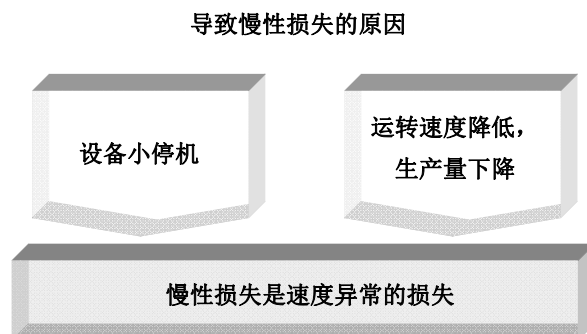 导致慢性损失的原因
设备小停机
运转速度降低，
生产量下降
慢性损失是速度异常的损失